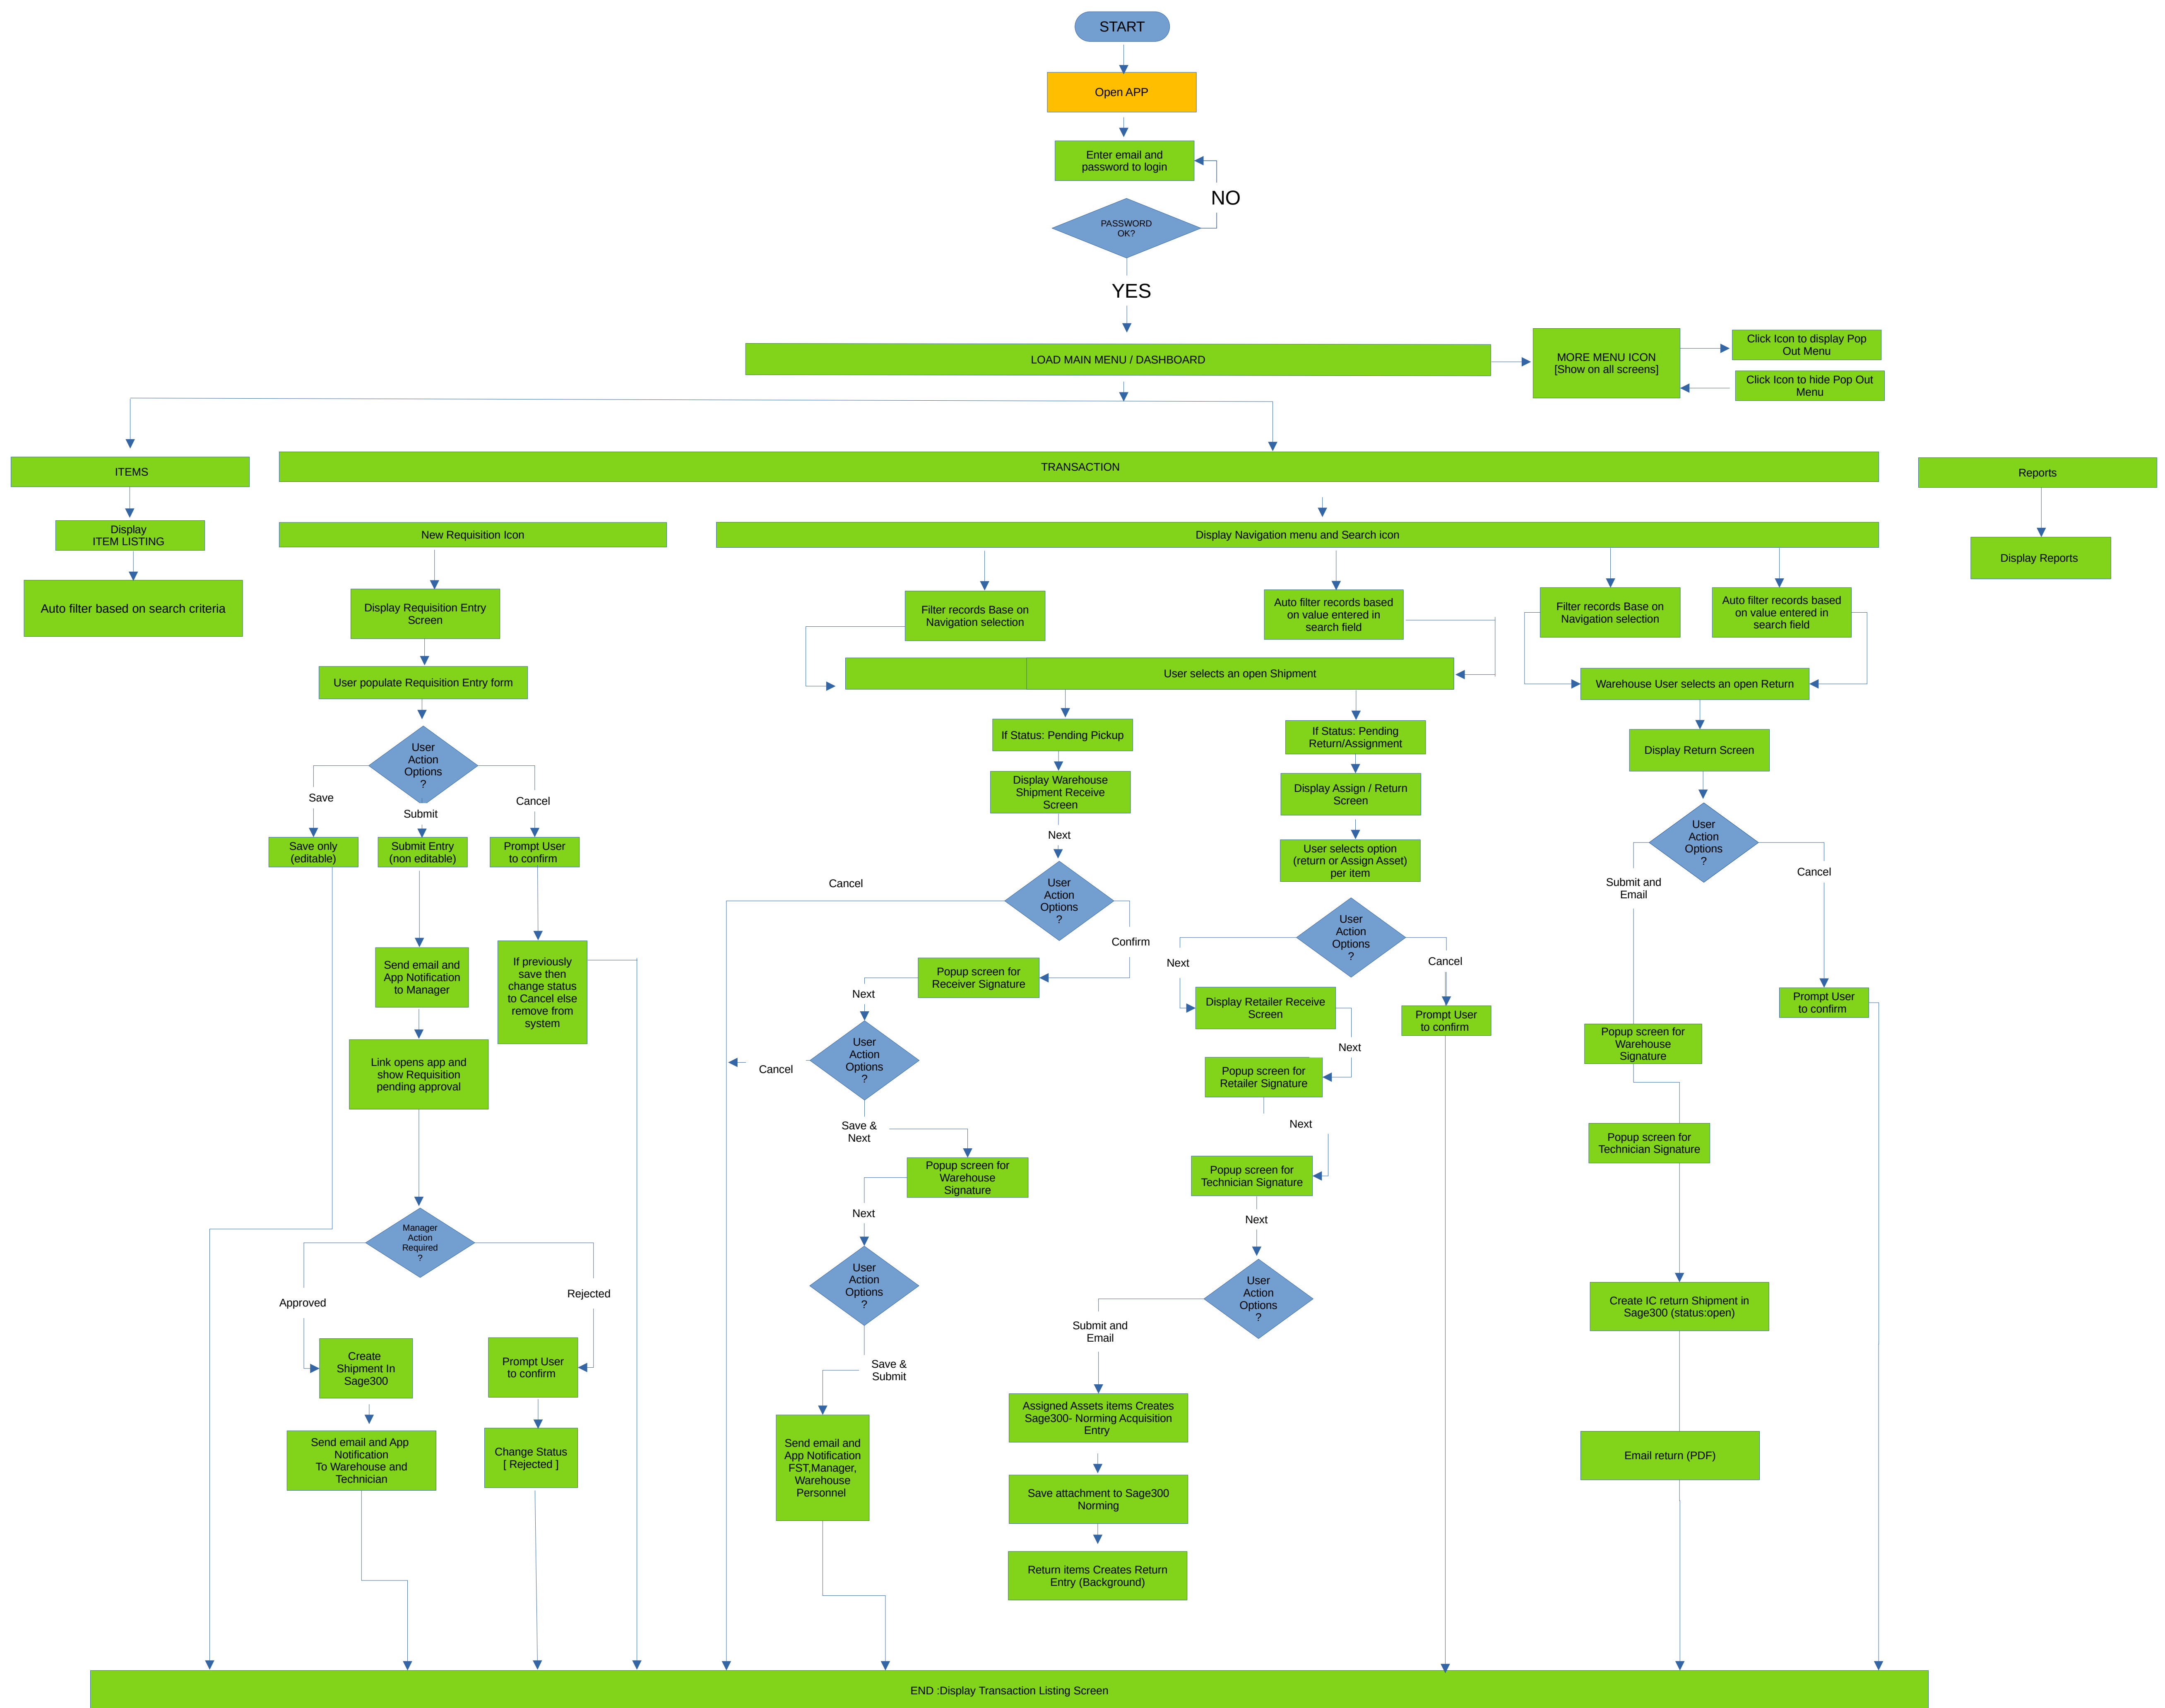 START
Open APP
Enter email and
password to login
NO
PASSWORD
OK?
YES
LOAD MAIN MENU / DASHBOARD
MORE MENU ICON
[Show on all screens]
Click Icon to display Pop
Out Menu
Click Icon to hide Pop Out
Menu
ITEMS
TRANSACTION
Reports
Display
ITEM LISTING
New Requisition Icon
Display Navigation menu and Search icon
Display Reports
Auto filter based on search criteria
Display Requisition Entry
Screen
Filter records Base on
Navigation selection
Auto filter records based
on value entered in
search field
Filter records Base on
Navigation selection
Auto filter records based
on value entered in
search field
User populate Requisition Entry form
User selects an open Shipment
Warehouse User selects an open Return
User
Action
Options
?
Save
Submit
Cancel
Save only
(editable)
Submit Entry
(non editable)
Prompt User
to confirm
Send email and
App Notification
to Manager
If previously
save then
change status
to Cancel else
remove from
system
Link opens app and
show Requisition
pending approval
Manager
Action
Required
?
Approved
Rejected
Create
Shipment In
Sage300
Prompt User
to confirm
Send email and App
Notification
To Warehouse and
Technician
Change Status
[ Rejected ]
If Status: Pending Pickup
Display Warehouse
Shipment Receive
Screen
Next
User
Action
Options
?
Cancel
Confirm
Popup screen for
Receiver Signature
Next
User
Action
Options
?
Cancel
Save &
Next
Popup screen for
Warehouse
Signature
Next
User
Action
Options
?
Save &
Submit
Send email and
App Notification
FST,Manager,
Warehouse
Personnel
If Status: Pending
Return/Assignment
Display Assign / Return
Screen
User selects option
(return or Assign Asset)
per item
User
Action
Options
?
Next
Cancel
Display Retailer Receive
Screen
Prompt User
to confirm
Next
Popup screen for
Retailer Signature
Next
Popup screen for
Technician Signature
Next
User
Action
Options
?
Submit and
Email
Assigned Assets items Creates
Sage300- Norming Acquisition
Entry
Save attachment to Sage300
Norming
Return items Creates Return
Entry (Background)
Display Return Screen
User
Action
Options
?
Submit and
Email
Cancel
Prompt User
to confirm
Popup screen for
Warehouse
Signature
Popup screen for
Technician Signature
Create IC return Shipment in
Sage300 (status:open)
Email return (PDF)
END :Display Transaction Listing Screen